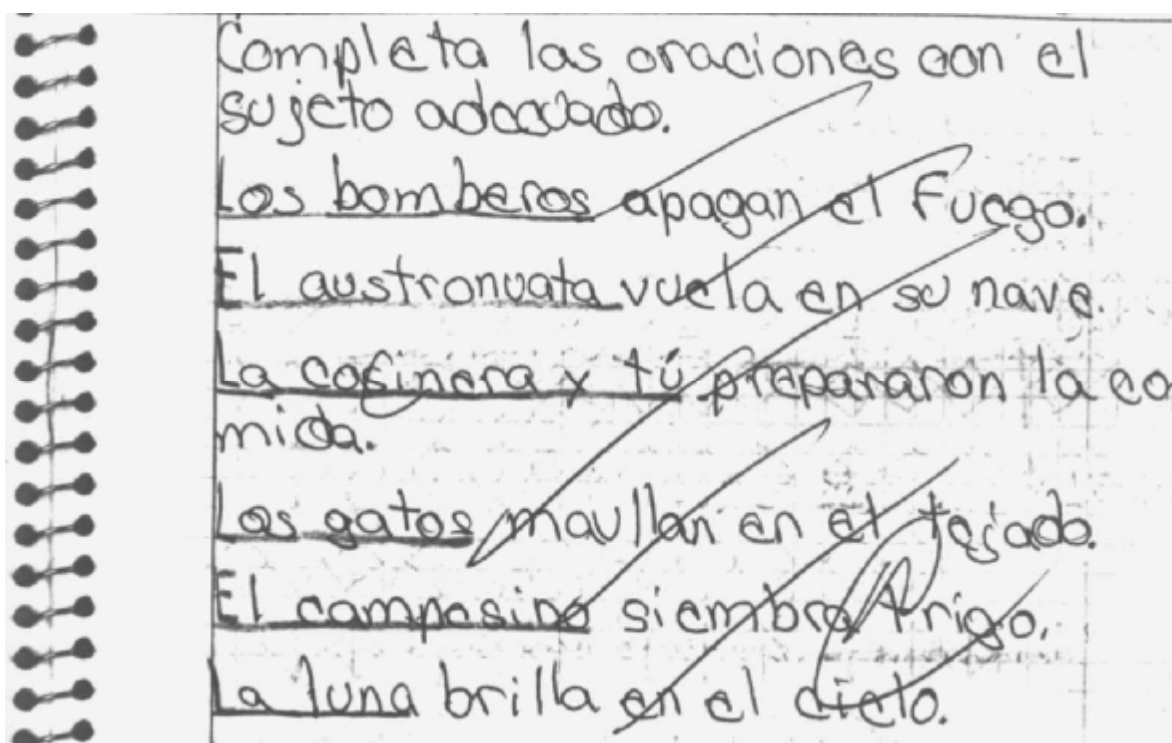 Completa las oraciones con el
sujeto adecuado.
Los bomberos apagan el fuego.
El austronuata vuela en su nave.
La cosinera y tú prepararon la co
mida.
Los gatos maullan en el tejado.
El campesino siembra trigo.
La luna brilla en el cielo.